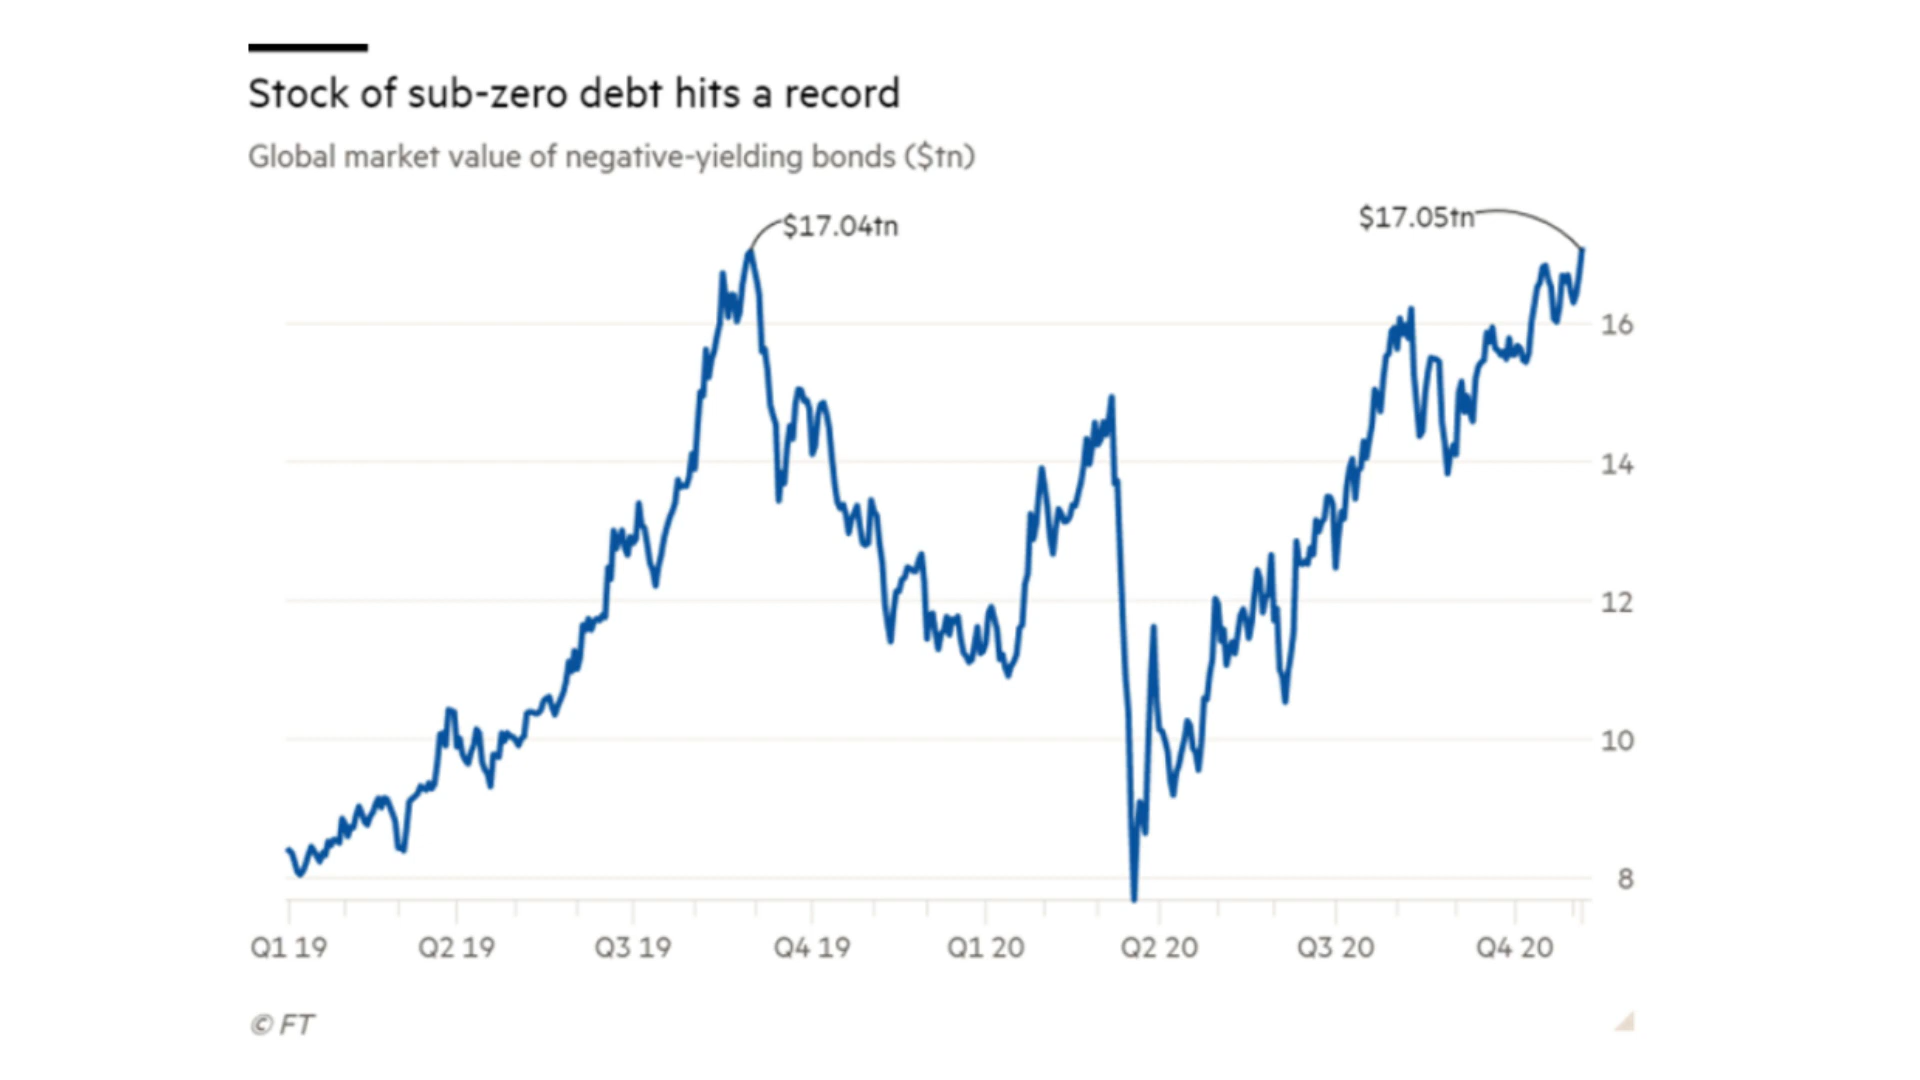 Stock of sub-zero debt hits a record
Global market value of negative-yielding bonds ($tn)
$17.04tn
$17.05tn
16
14
12
10
8
Q1 19 Q2 19 Q3 19 Q4 19 Q1 20 Q2 20 Q3 20 Q4 20
© FT